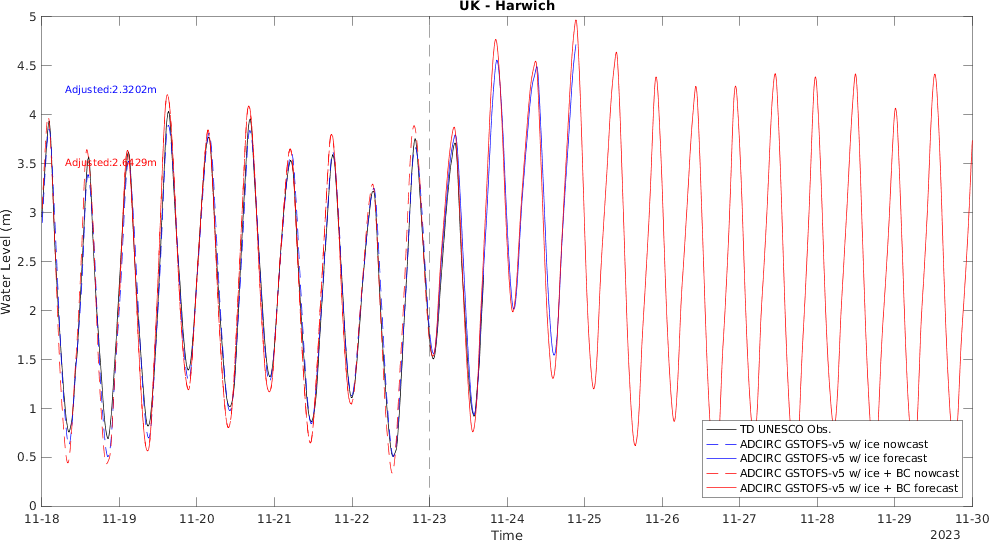 UK - Harwich
5
4.5
4
3.5
3
2.5
2
1.5
1
0.5
0
Water Level (m)
Adjusted:2.3202m
Adjusted:2.6429m
TD UNESCO Obs.
ADCIRC GSTOFS-v5 w/ ice nowcast
ADCIRC GSTOFS-v5 w/ ice forecast
ADCIRC GSTOFS-v5 w/ ice + BC nowcast
ADCIRC GSTOFS-v5 w/ ice + BC forecast
11-18 11-19 11-20 11-21 11-22 11-23 11-24 11-25 11-26 11-27 11-28 11-29 11-30
Time
2023